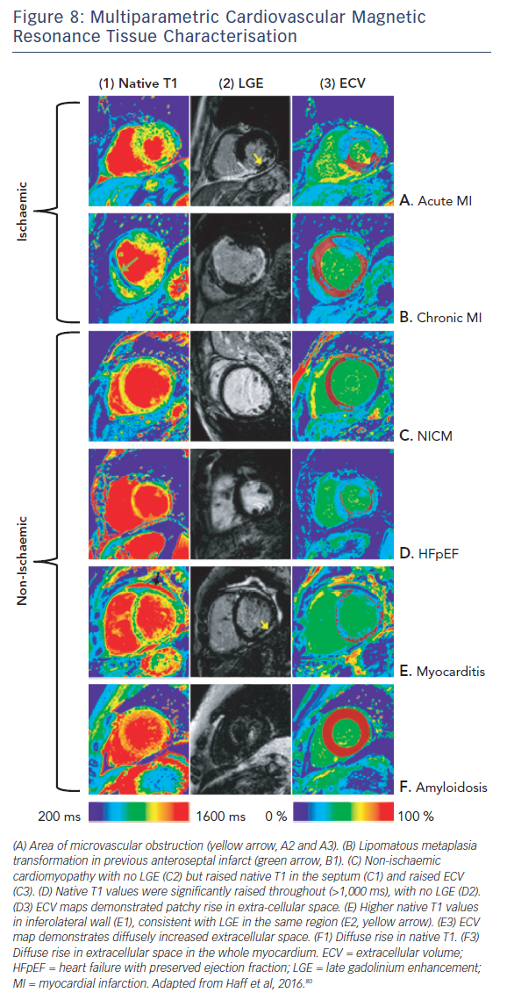 Figure 8: Multiparametric Cardiovascular Magnetic
Resonance Tissue Characterisation
(1) Native T1 (2) LGE (3) ECV
Ischaemic
A. Acute MI
B. Chronic MI
Non-Ischaemic
C. NICM
D. HFpEF
E. Myocarditis
F. Amyloidosis
200 ms 1600 ms 0 % 100 %
(A) Area of microvascular obstruction (yellow arrow, A2 and A3). (B) Lipomatous metaplasia
transformation in previous anteroseptal infarct (green arrow, B1). (C) Non-ischaemic
cardiomyopathy with no LGE (C2) but raised native T1 in the septum (C1) and raised ECV
(C3). (D) Native T1 values were significantly raised throughout (>1,000 ms), with no LGE (D2).
(D3) ECV maps demonstrated patchy rise in extra-cellular space. (E) Higher native T1 values
in inferolateral wall (E1), consistent with LGE in the same region (E2, yellow arrow). (E3) ECV
map demonstrates diffusely increased extracellular space. (F1) Diffuse rise in native T1. (F3)
Diffuse rise in extracellular space in the whole myocardium. ECV = extracellular volume;
HFpEF = heart failure with preserved ejection fraction; LGE = late gadolinium enhancement;
MI = myocardial infarction. Adapted from Haff et al, 2016.⁸⁰